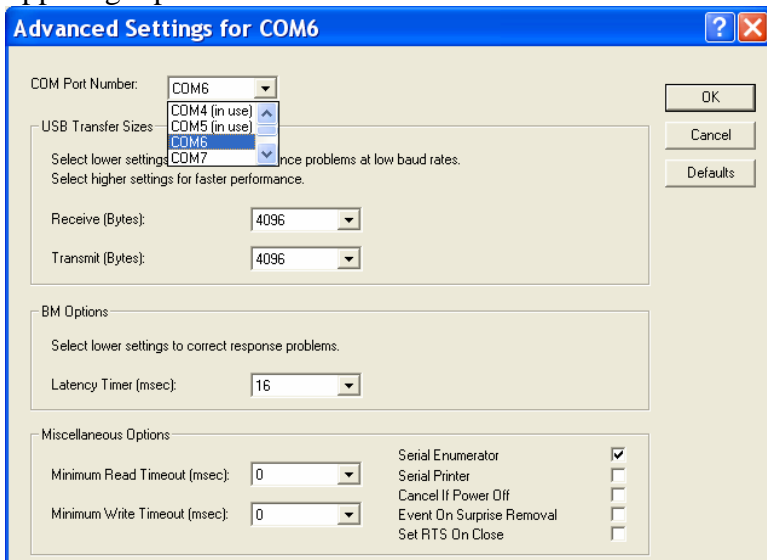 Advanced Settings for COM6
COM Port Number: COM6
COM4 (in use)
COM5 (in use)
COM6
COM7
USB Transfer Sizes
Select lower settings nce problems at low baud rates.
Select higher settings for faster performance.
Receive (Bytes): 4096
Transmit (Bytes): 4096
BM Options
Select lower settings to correct response problems.
Latency Timer (msec): 16
Miscellaneous Options
Minimum Read Timeout (msec): 0
Minimum Write Timeout (msec): 0
Serial Enumerator
Serial Printer
Cancel If Power Off
Event On Surprise Removal
Set RTS On Close
OK
Cancel
Defaults